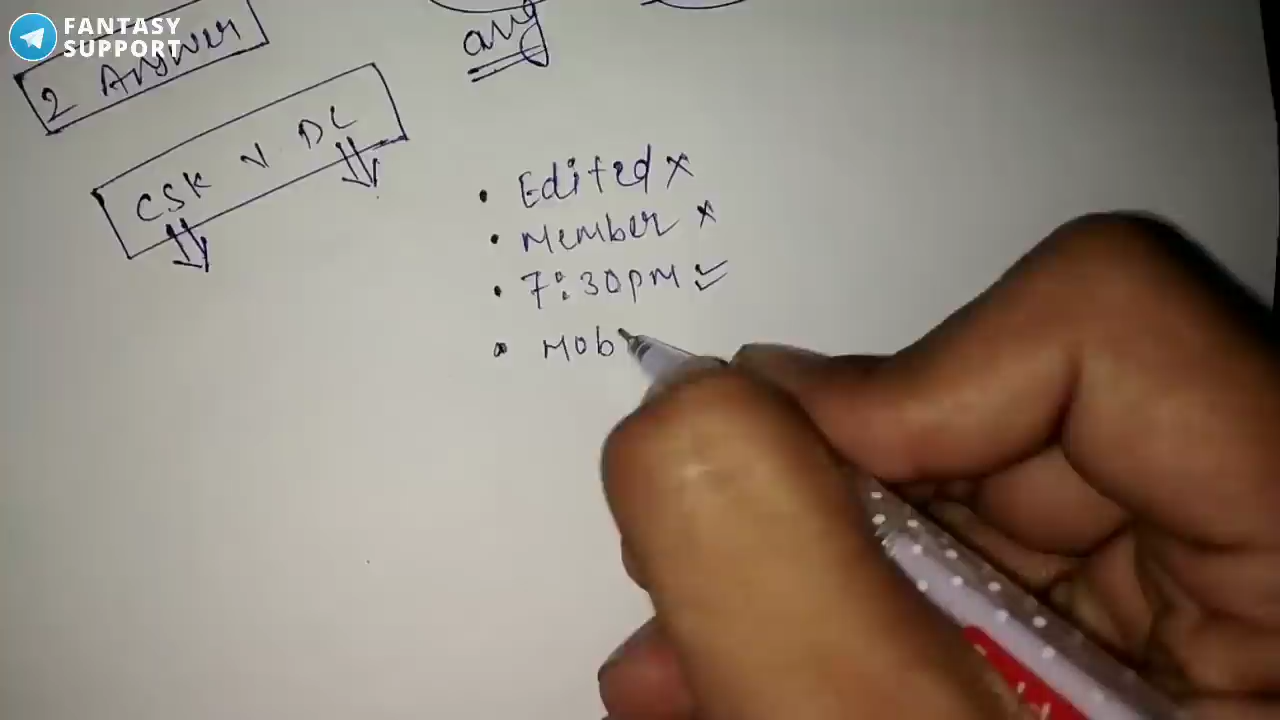 FANTASY
SUPPORT
any
2 Answer
CSK V DC
• Edited ×
• Member ×
• 7:30pm ✓
• Mob